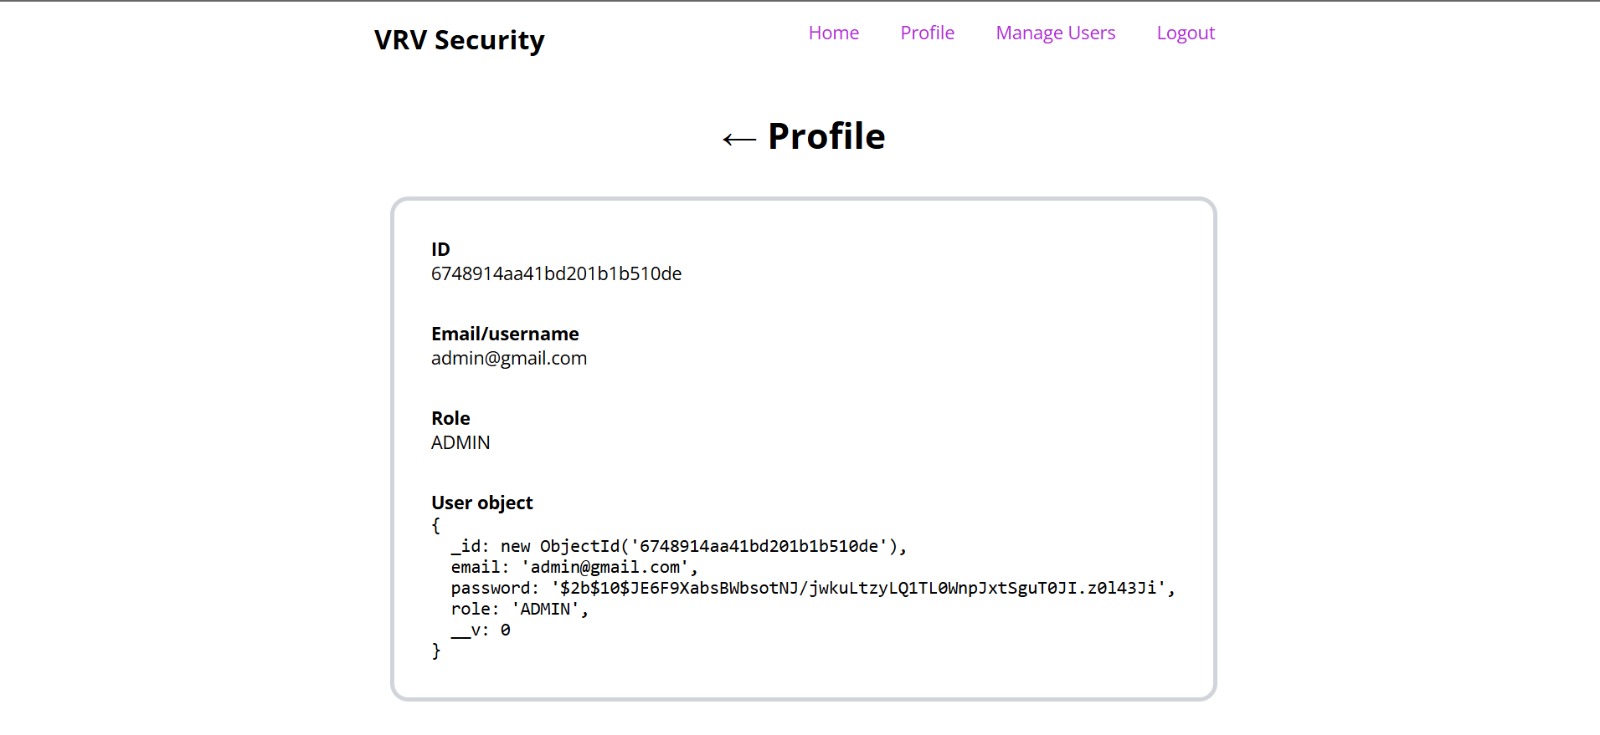 VRV Security
Home Profile Manage Users Logout
← Profile
ID
6748914aa41bd201b1b510de
Email/username
admin@gmail.com
Role
ADMIN
User object
{
  _id: new ObjectId('6748914aa41bd201b1b510de'),
  email: 'admin@gmail.com',
  password: '$2b$10$JE6F9XabsBWbsotNJ/jwkuLtzyLQ1TL0WnpJxtSguT0JI.z0l43Ji',
  role: 'ADMIN',
  __v: 0
}